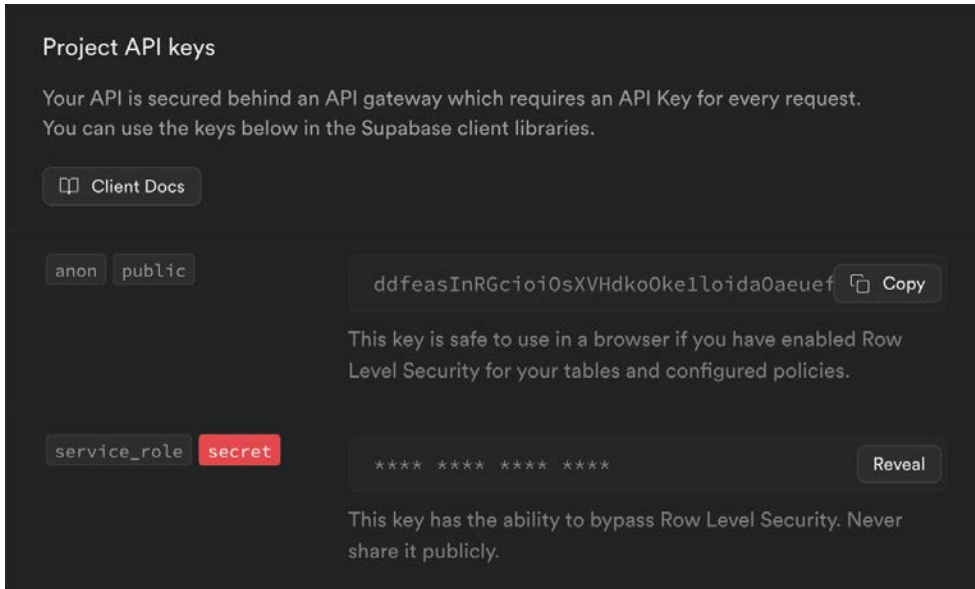 Project API keys
Your API is secured behind an API gateway which requires an API Key for every request.
You can use the keys below in the Supabase client libraries.
Client Docs
anon public
ddfeasInRGcioiOsXVHdkoOke1loidaOaeuef Copy
This key is safe to use in a browser if you have enabled Row
Level Security for your tables and configured policies.
service_role secret
**** **** **** **** Reveal
This key has the ability to bypass Row Level Security. Never
share it publicly.